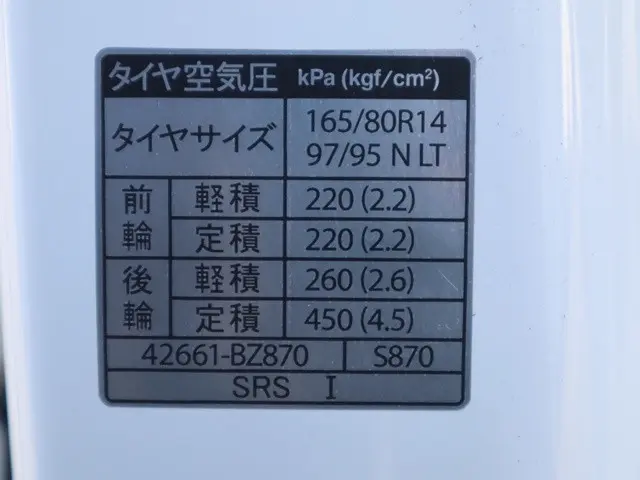 タイヤ空気圧 kPa (kgf/cm²)
タイヤサイズ 165/80R14
97/95 N LT
前輪 軽積 220 (2.2)
定積 220 (2.2)
後輪 軽積 260 (2.6)
定積 450 (4.5)
42661-BZ870 S870
SRS I